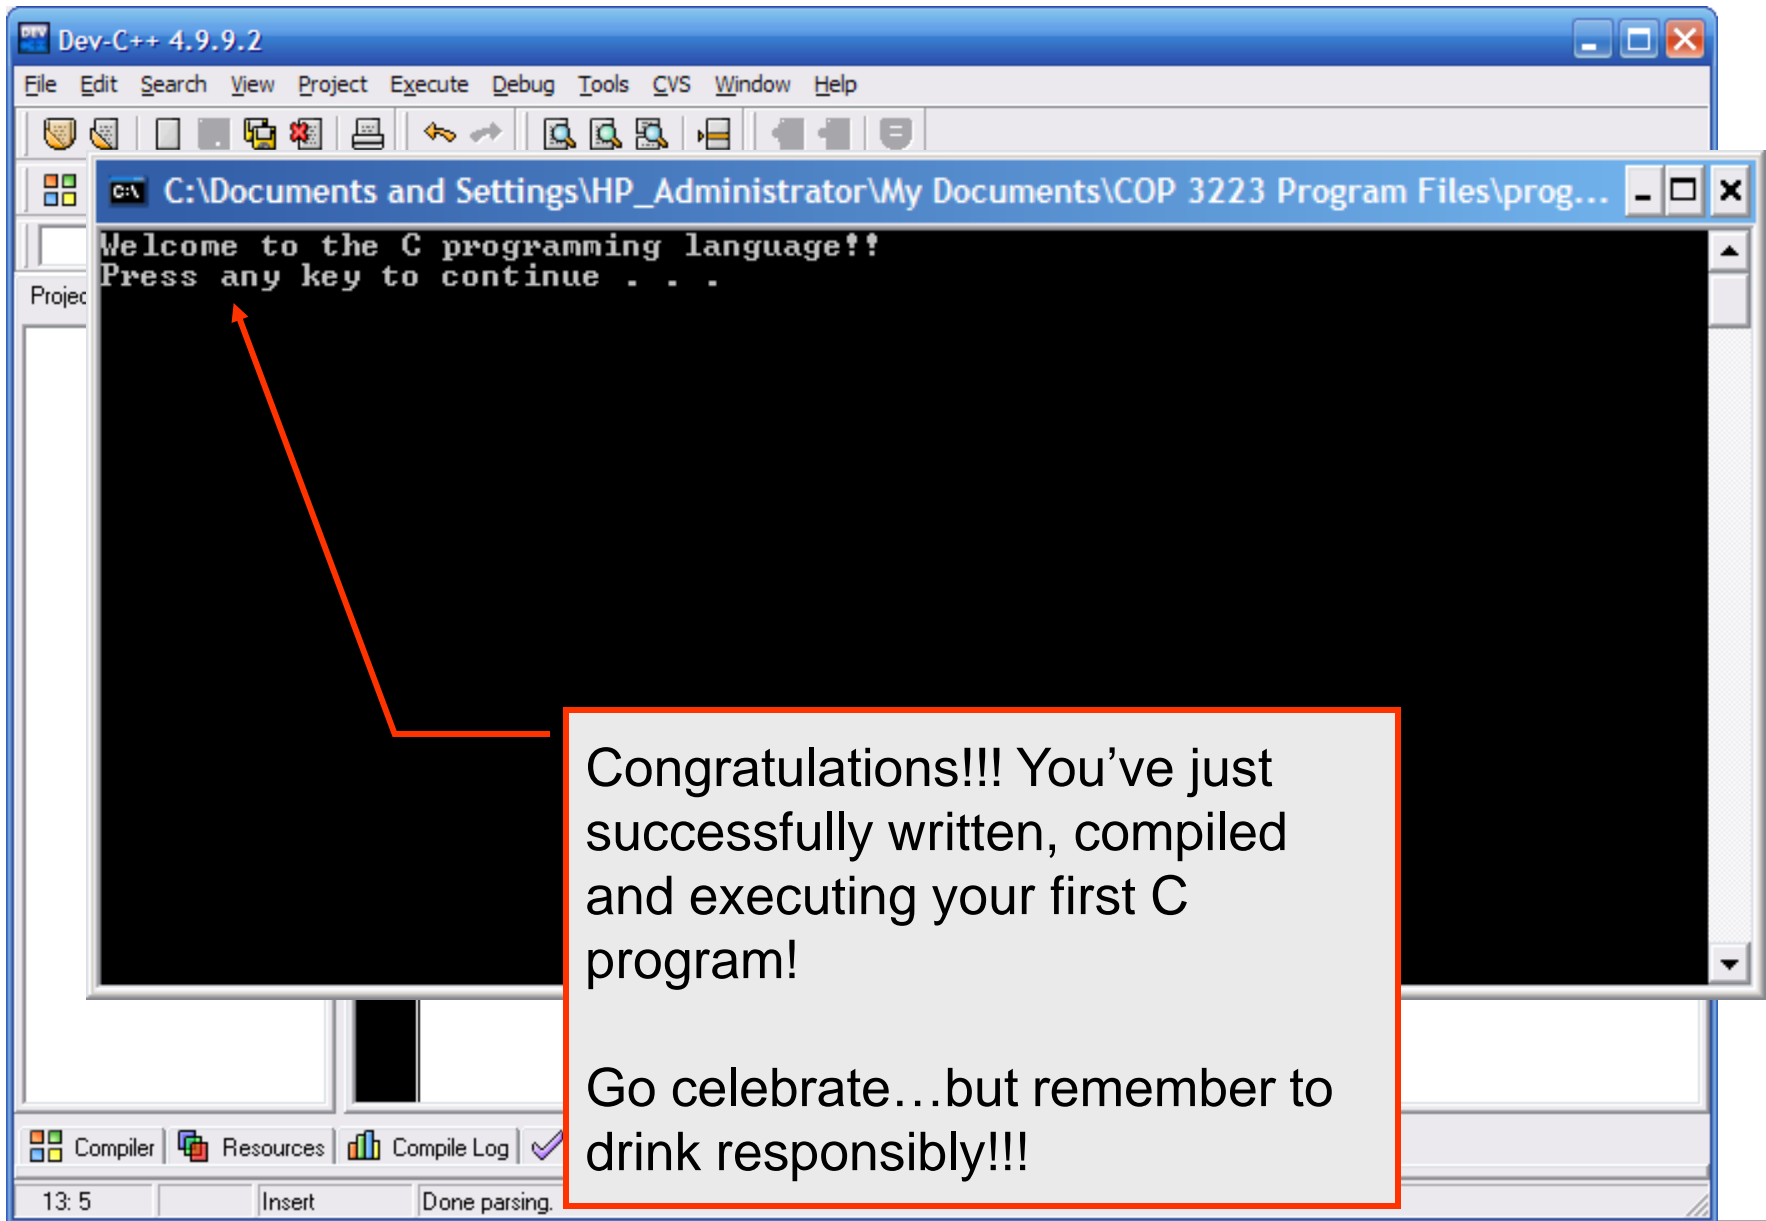 Dev-C++ 4.9.9.2
File Edit Search View Project Execute Debug Tools CVS Window Help
C:\Documents and Settings\HP_Administrator\My Documents\COP 3223 Program Files\prog...
Welcome to the C programming language!!
Press any key to continue . . .
Projec
Congratulations!!! You’ve just
successfully written, compiled
and executing your first C
program!
Go celebrate…but remember to
drink responsibly!!!
Compiler Resources Compile Log
13: 5 Insert Done parsing.